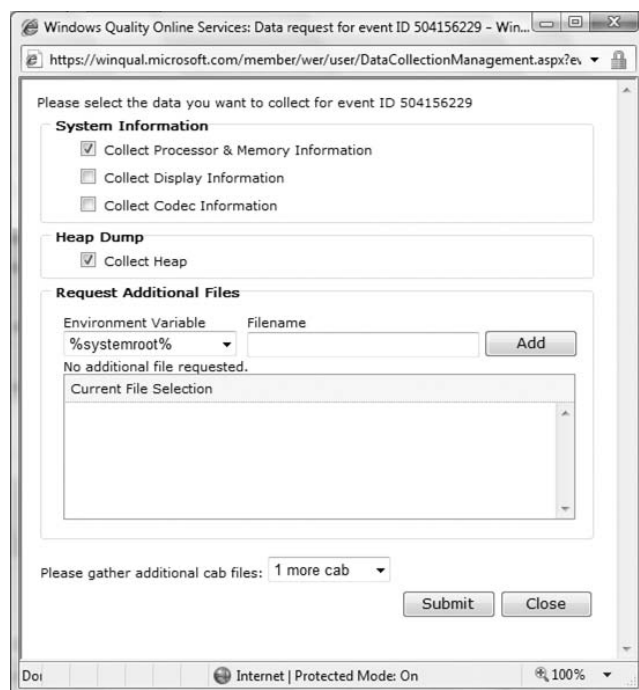 Windows Quality Online Services: Data request for event ID 504156229 - Win...
https://winqual.microsoft.com/member/wer/user/DataCollectionManagement.aspx?ev
Please select the data you want to collect for event ID 504156229
System Information
Collect Processor & Memory Information
Collect Display Information
Collect Codec Information
Heap Dump
Collect Heap
Request Additional Files
Environment Variable Filename
%systemroot% Add
No additional file requested.
Current File Selection
Please gather additional cab files: 1 more cab
Submit Close
Internet | Protected Mode: On 100%